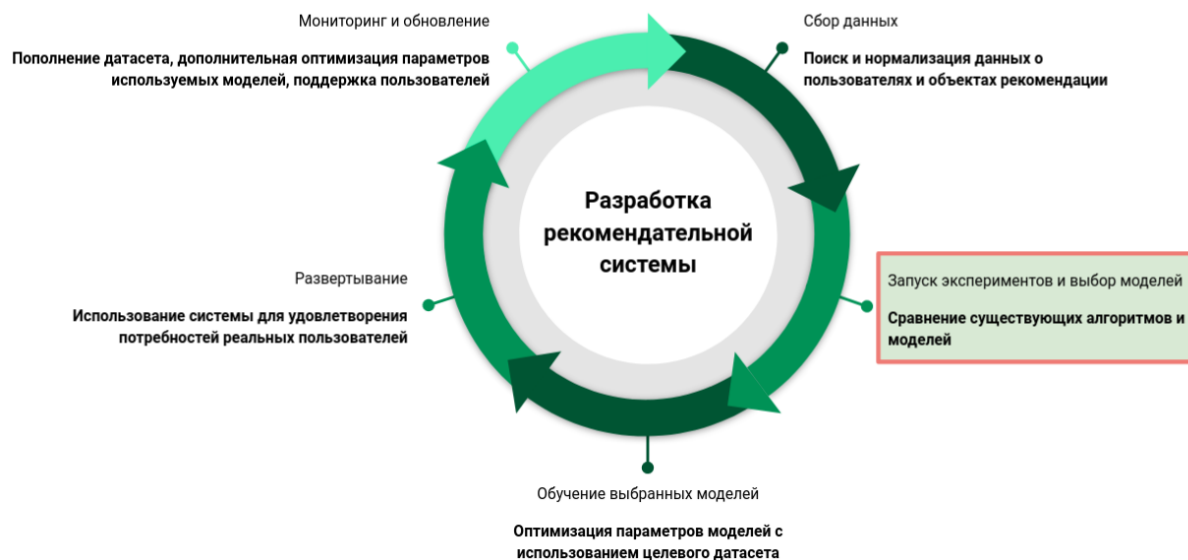 Мониторинг и обновление
Пополнение датасета, дополнительная оптимизация параметров
используемых моделей, поддержка пользователей
Сбор данных
Поиск и нормализация данных о
пользователях и объектах рекомендации
Разработка
рекомендательной
системы
Развертывание
Использование системы для удовлетворения
потребностей реальных пользователей
Запуск экспериментов и выбор моделей
Сравнение существующих алгоритмов и
моделей
Обучение выбранных моделей
Оптимизация параметров моделей с
использованием целевого датасета